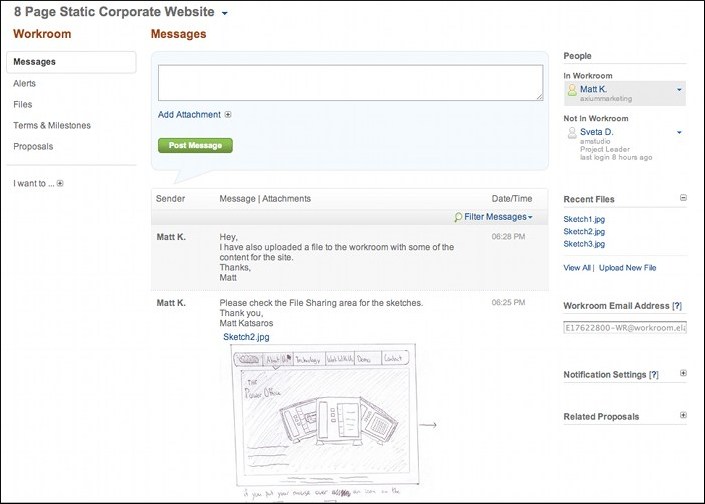 8 Page Static Corporate Website
Workroom
Messages
Alerts
Files
Terms & Milestones
Proposals
I want to ...
Messages
Add Attachment
Post Message
Sender Message | Attachments Date/Time
Filter Messages
Matt K. Hey, 06:28 PM
I have also uploaded a file to the workroom with some of the
content for the site.
Thanks,
Matt
Matt K. Please check the File Sharing area for the sketches. 06:25 PM
Thank you,
Matt Katsaros
Sketch2.jpg
About Us Technology Work With Us Demo Contact
THE
Power Office
if you put your mouse over an icon on the
People
In Workroom
Matt K.
axiummarketing
Not in Workroom
Sveta D.
amstudio
Project Leader
last login 8 hours ago
Recent Files
Sketch1.jpg
Sketch2.jpg
Sketch3.jpg
View All | Upload New File
Workroom Email Address [?]
E17622800-WR@workroom.ela
Notification Settings [?]
Related Proposals